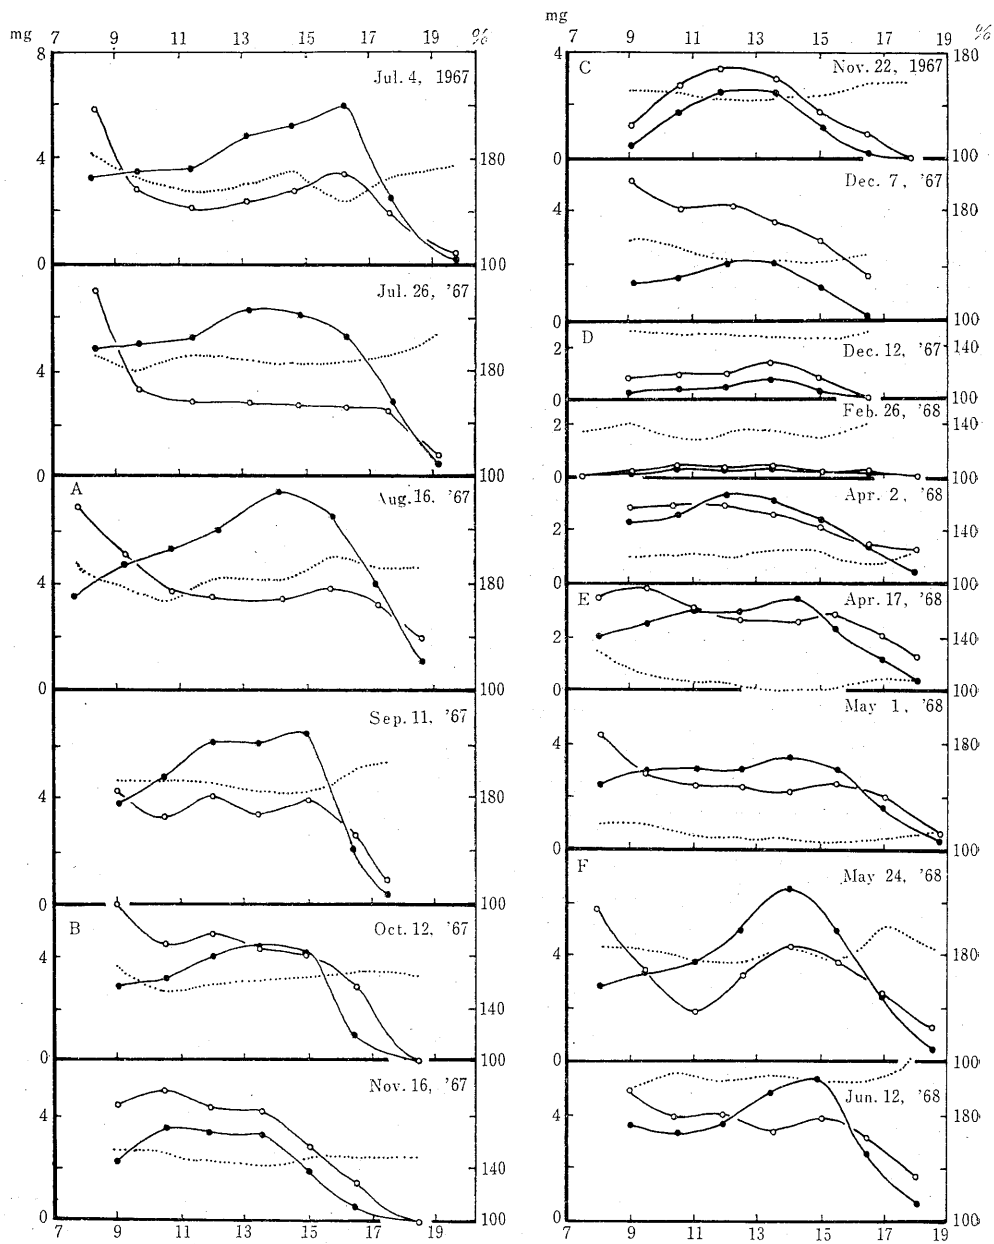 mg 7 9 11 13 15 17 19 %
8
Jul. 4, 1967
4 180
0 100
Jul. 26, '67
4 180
0 100
A
Aug. 16, '67
4 180
0 100
Sep. 11, '67
4 180
0 100
B
Oct. 12, '67
4
140
0 100
Nov. 16, '67
4
140
0 100
7 9 11 13 15 17 19
mg
7 9 11 13 15 17 19 %
4 180
C
Nov. 22, 1967
2
0 100
Dec. 7, '67
4 180
0 100
D
2 140
Dec. 12, '67
0 100
Feb. 26, '68
2 140
0 100
Apr. 2, '68
2 140
0 100
E
Apr. 17, '68
2 140
0 100
May 1, '68
4 180
0 100
F
May 24, '68
4 180
0 100
Jun. 12, '68
4 180
0 100
7 9 11 13 15 17 19